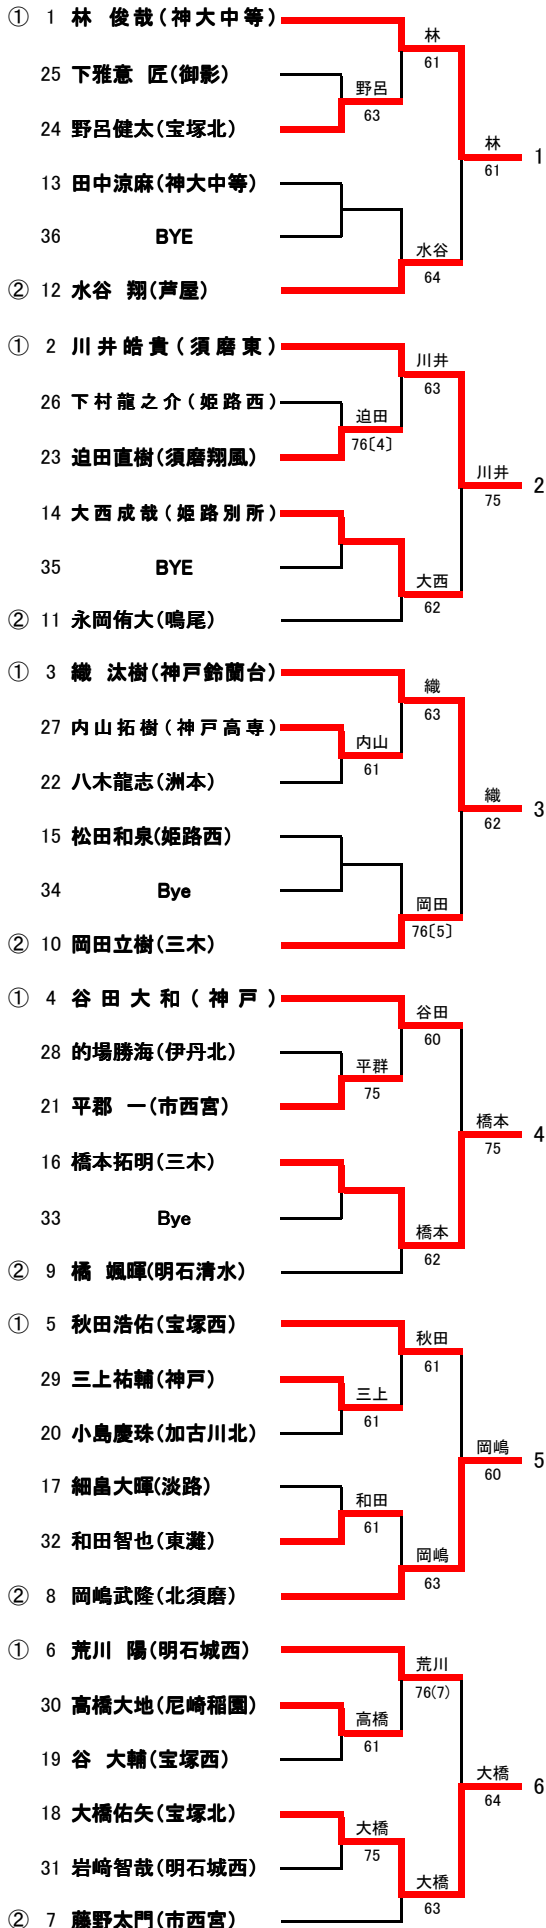 ① 1 林 俊哉(神大中等)
林
61
25 下雅意 匠(御影)
野呂
63
24 野呂健太(宝塚北)
林
61
1
13 田中涼麻(神大中等)
36 BYE
水谷
64
② 12 水谷 翔(芦屋)
① 2 川井皓貴(須磨東)
川井
63
26 下村龍之介(姫路西)
迫田
76〔4〕
23 迫田直樹(須磨翔風)
川井
75
2
14 大西成哉(姫路別所)
35 BYE
大西
62
② 11 永岡侑大(鳴尾)
① 3 織 汰樹(神戸鈴蘭台)
織
63
27 内山拓樹(神戸高専)
内山
61
22 八木龍志(洲本)
織
62
3
15 松田和泉(姫路西)
34 Bye
岡田
76〔5〕
② 10 岡田立樹(三木)
① 4 谷田大和(神戸)
谷田
60
28 的場勝海(伊丹北)
平群
75
21 平郡 一(市西宮)
橋本
75
4
16 橋本拓明(三木)
33 Bye
橋本
62
② 9 橘 颯暉(明石清水)
① 5 秋田浩佑(宝塚西)
秋田
61
29 三上祐輔(神戸)
三上
61
20 小島慶珠(加古川北)
岡嶋
60
5
17 細畠大暉(淡路)
和田
61
32 和田智也(東灘)
岡嶋
63
② 8 岡嶋武隆(北須磨)
① 6 荒川 陽(明石城西)
荒川
76(7)
30 高橋大地(尼崎稲園)
高橋
61
19 谷 大輔(宝塚西)
大橋
64
6
18 大橋佑矢(宝塚北)
大橋
75
31 岩﨑智哉(明石城西)
大橋
63
② 7 藤野太門(市西宮)